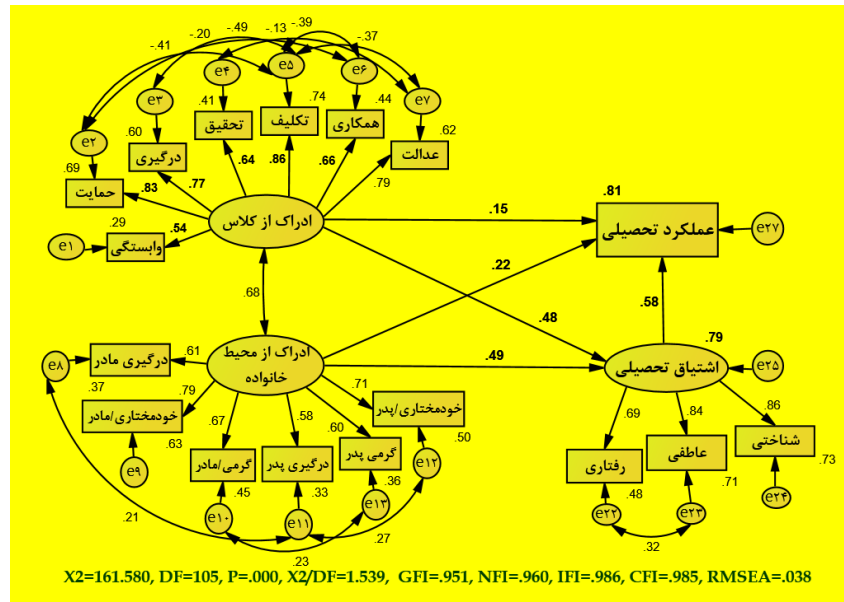 -.41
-.20
-.49
-.13
-.39
-.37
e۲
e۳
e۴
e۵
e۶
e۷
.69
.60
.41
.74
.44
.62
حمایت
درگیری
تحقیق
تکلیف
همکاری
عدالت
.83
.77
.64
.86
.66
.79
e۱
.29
وابستگی
.54
ادراک از کلاس
.15
.81
عملکرد تحصیلی
e۲۷
.68
.22
.48
.58
ادراک از محیط
خانواده
.49
.79
اشتیاق تحصیلی
e۲۵
e۸
.37
درگیری مادر
.61
خودمختاری/مادر
.79
.63
e۹
.67
گرمی/مادر
.45
e۱۰
.58
درگیری پدر
.33
e۱۱
.60
گرمی پدر
.36
e۱۳
.71
خودمختاری/پدر
.50
e۱۲
.21
.23
.27
.69
.84
.86
رفتاری
عاطفی
شناختی
.48
.71
.73
e۲۲
e۲۳
e۲۴
.32
X2=161.580, DF=105, P=.000, X2/DF=1.539, GFI=.951, NFI=.960, IFI=.986, CFI=.985, RMSEA=.038